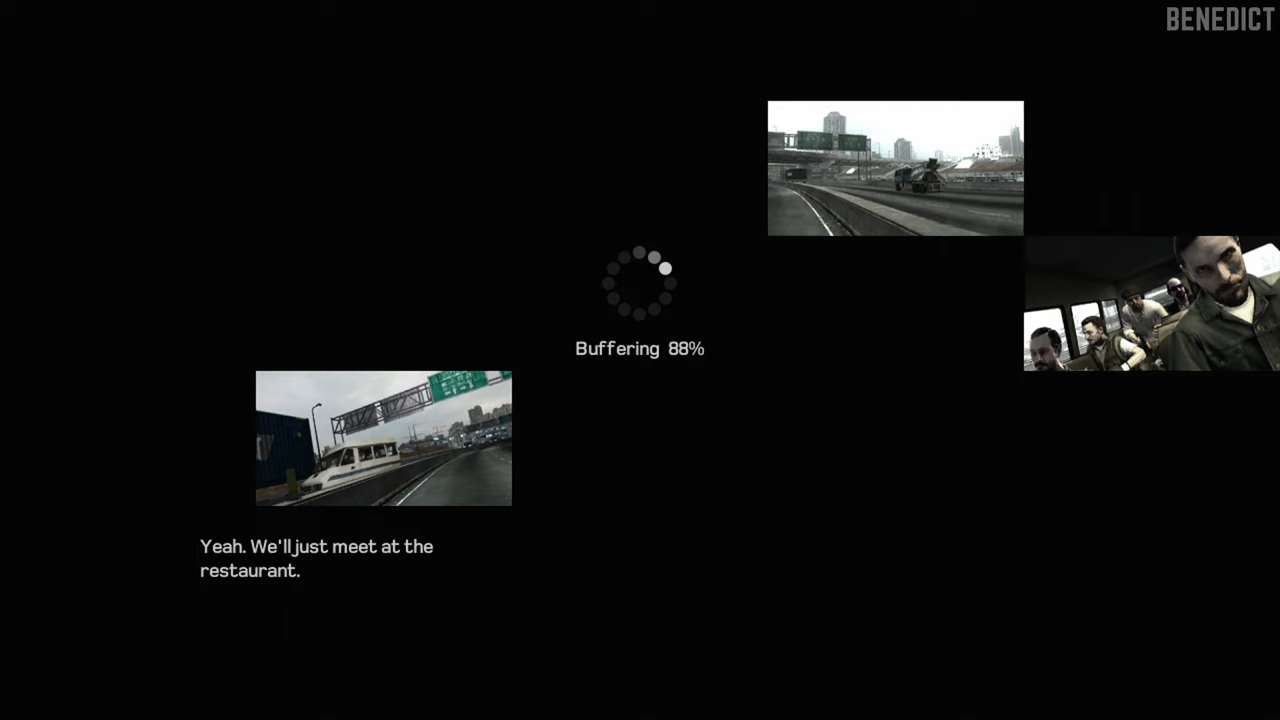 BENEDICT
Buffering 88%
Yeah. We'll just meet at the
restaurant.